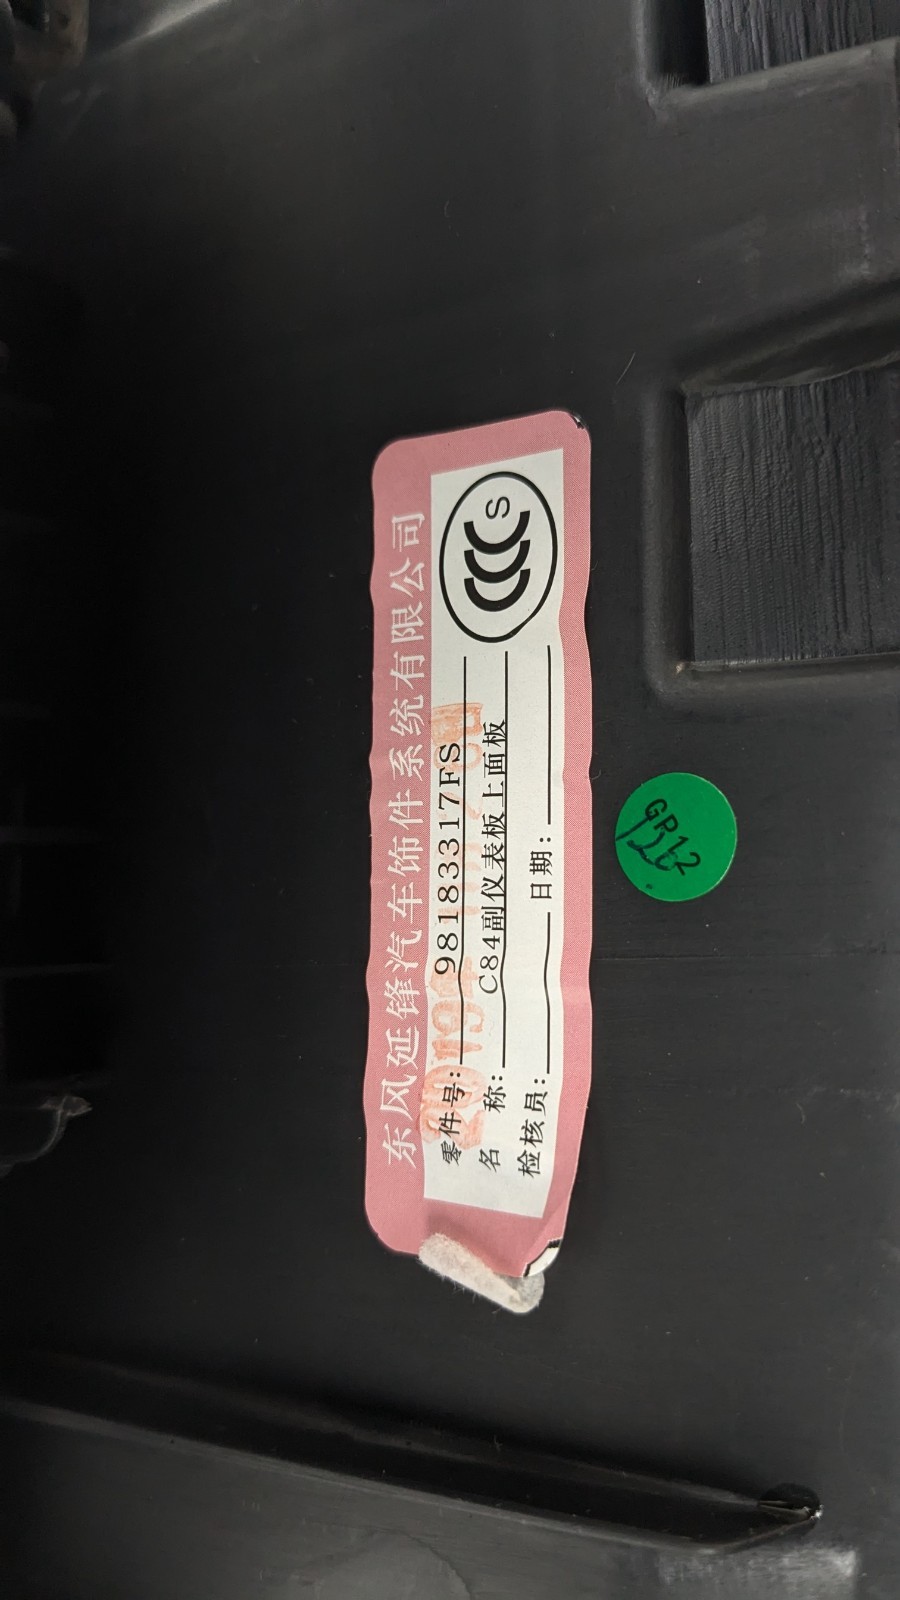 东风延锋汽车饰件系统有限公司
零件号: 98183317FS
名 称: C84副仪表板上面板
检核员: 日期:
CCC S
GP12